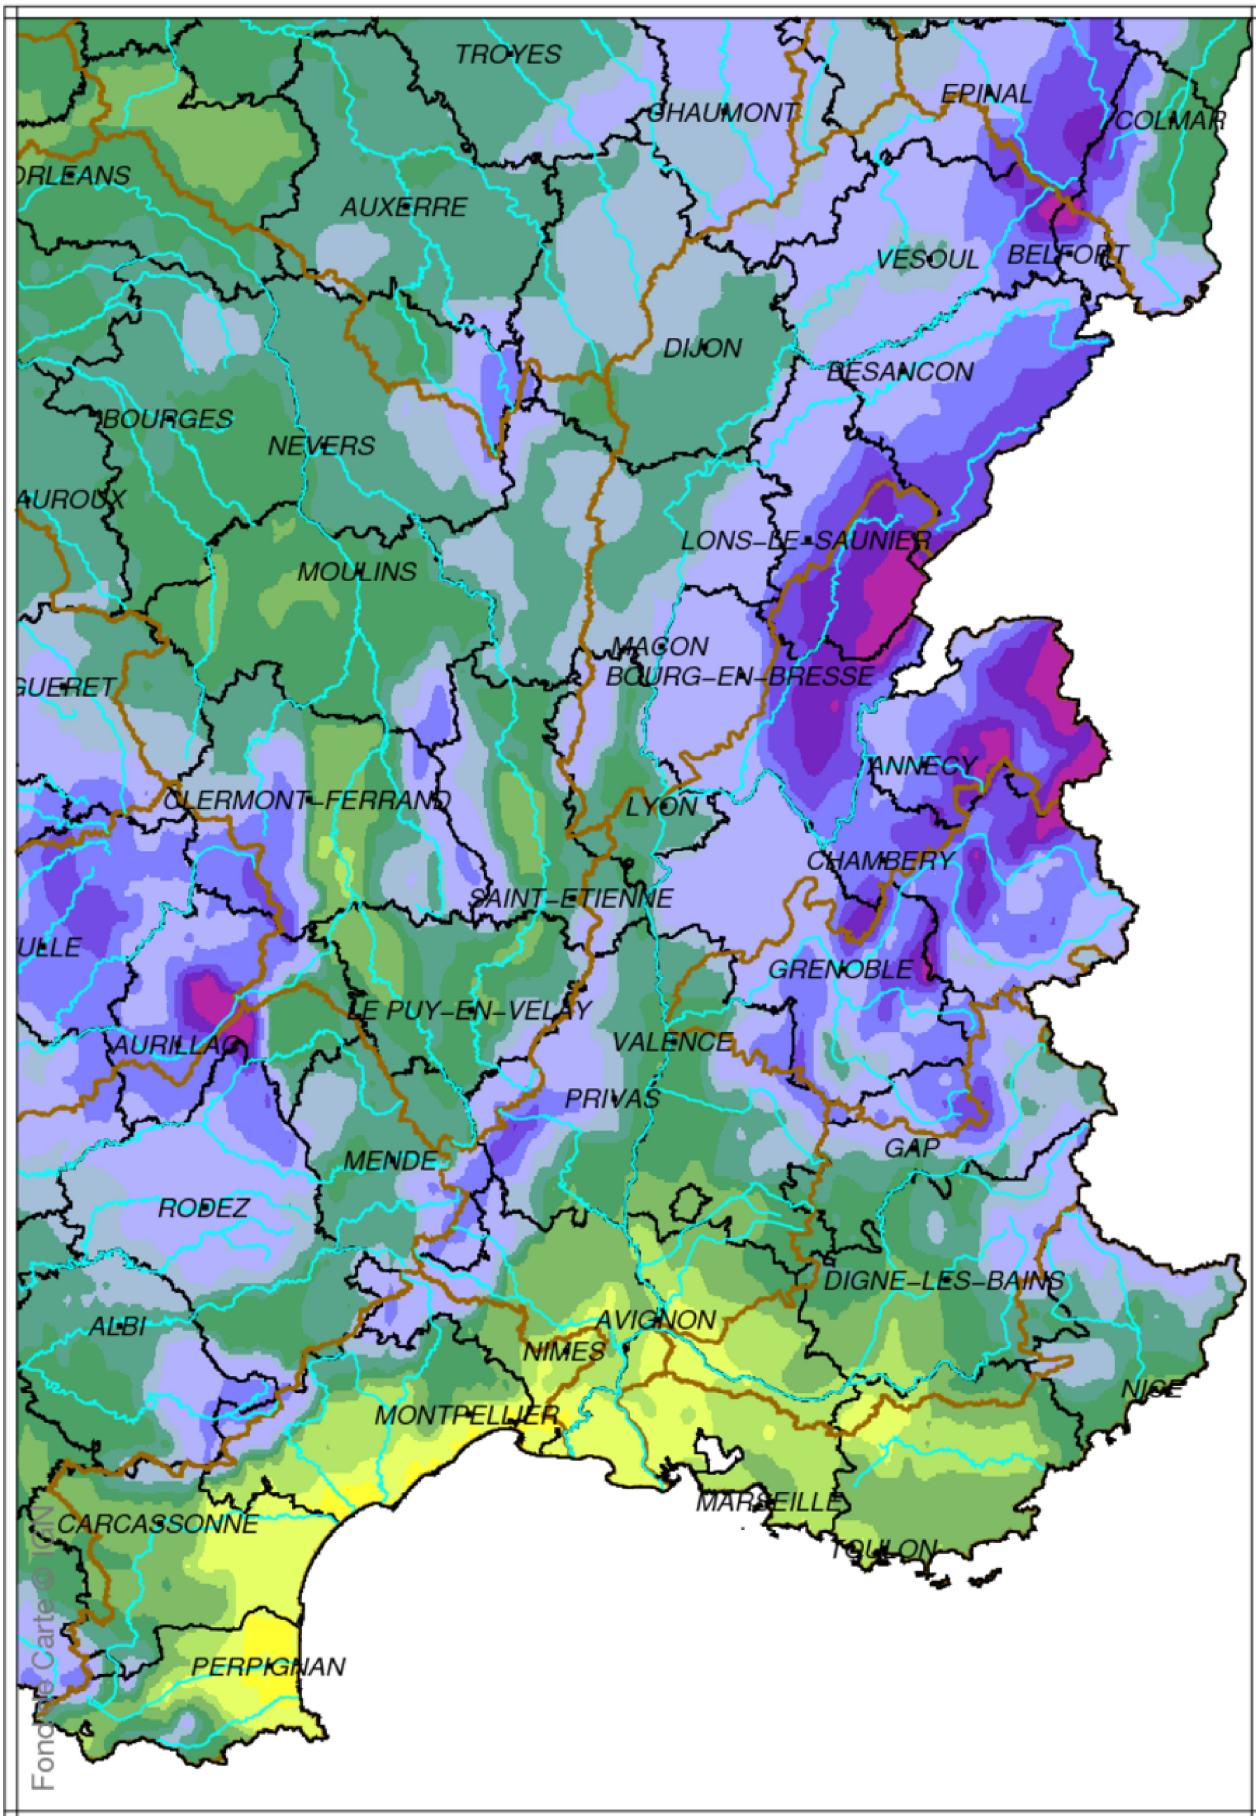 TROYES
EPINAL
CHAUMONT
COLMAR
ORLEANS
AUXERRE
VESOUL
BELFORT
DIJON
BESANCON
BOURGES
NEVERS
AUROUX
LONS-LE-SAUNIER
MOULINS
MACON
BOURG-EN-BRESSE
GUERET
ANNECY
CLERMONT-FERRAND
LYON
CHAMBERY
SAINT-ETIENNE
ULLE
GRENOBLE
LE PUY-EN-VELAY
AURILLAC
VALENCE
PRIVAS
GAP
MENDE
RODEZ
DIGNE-LES-BAINS
AVIGNON
ALBI
NIMES
NICE
MONTPELLIER
MARSEILLE
CARCASSONNE
TOULON
PERPIGNAN
Fond de Carte © IGN